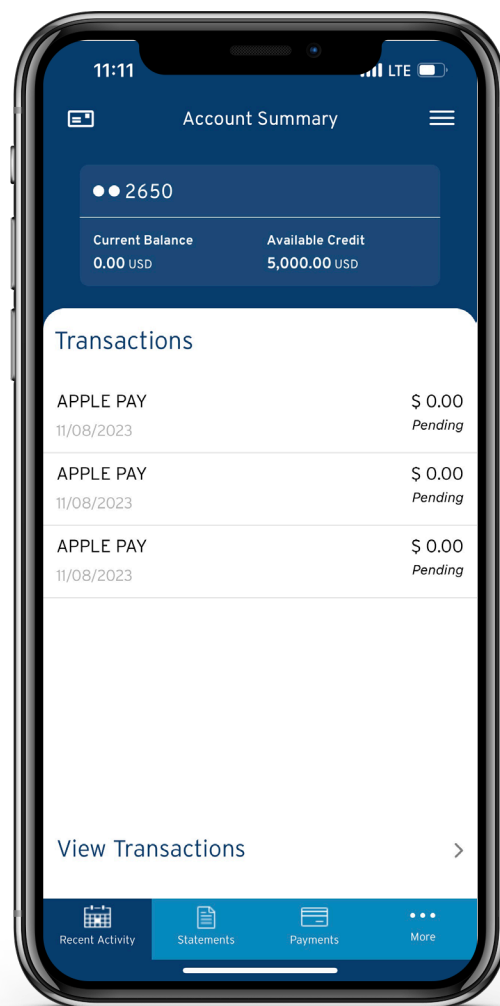 11:11 LTE
Account Summary
●● 2650
Current Balance Available Credit
0.00 USD 5,000.00 USD
Transactions
APPLE PAY $ 0.00
11/08/2023 Pending
APPLE PAY $ 0.00
11/08/2023 Pending
APPLE PAY $ 0.00
11/08/2023 Pending
View Transactions
Recent Activity Statements Payments More